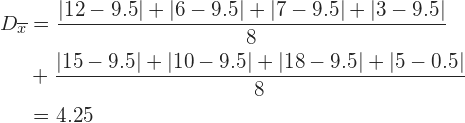 D_{\overline{x}} = \frac{|12 - 9.5| + |6 - 9.5| + |7 - 9.5| + |3 - 9.5|}{8}
+ \frac{|15 - 9.5| + |10 - 9.5| + |18 - 9.5| + |5 - 0.5|}{8}
= 4.25